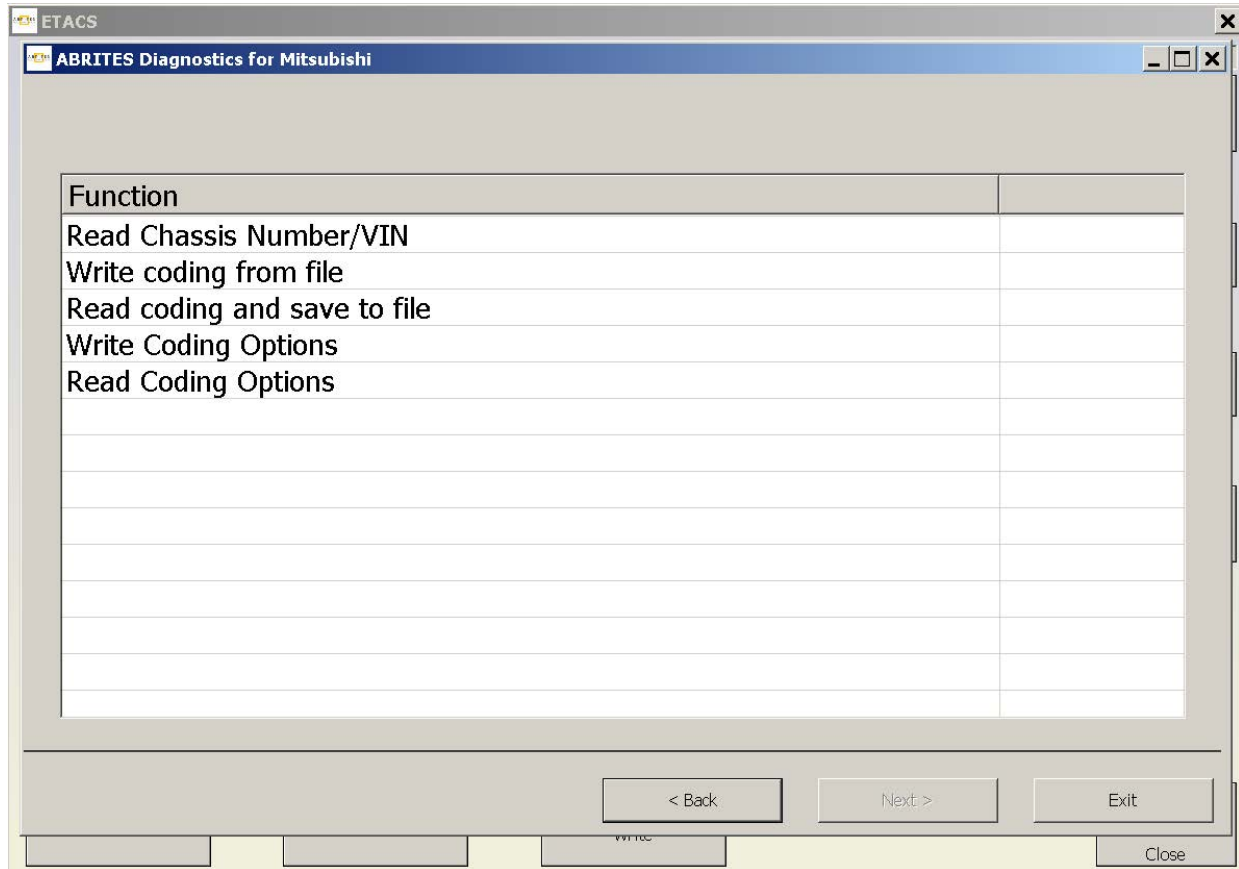 ETACS
ABRITES Diagnostics for Mitsubishi
Function
Read Chassis Number/VIN
Write coding from file
Read coding and save to file
Write Coding Options
Read Coding Options
< Back
Next >
Exit
Close